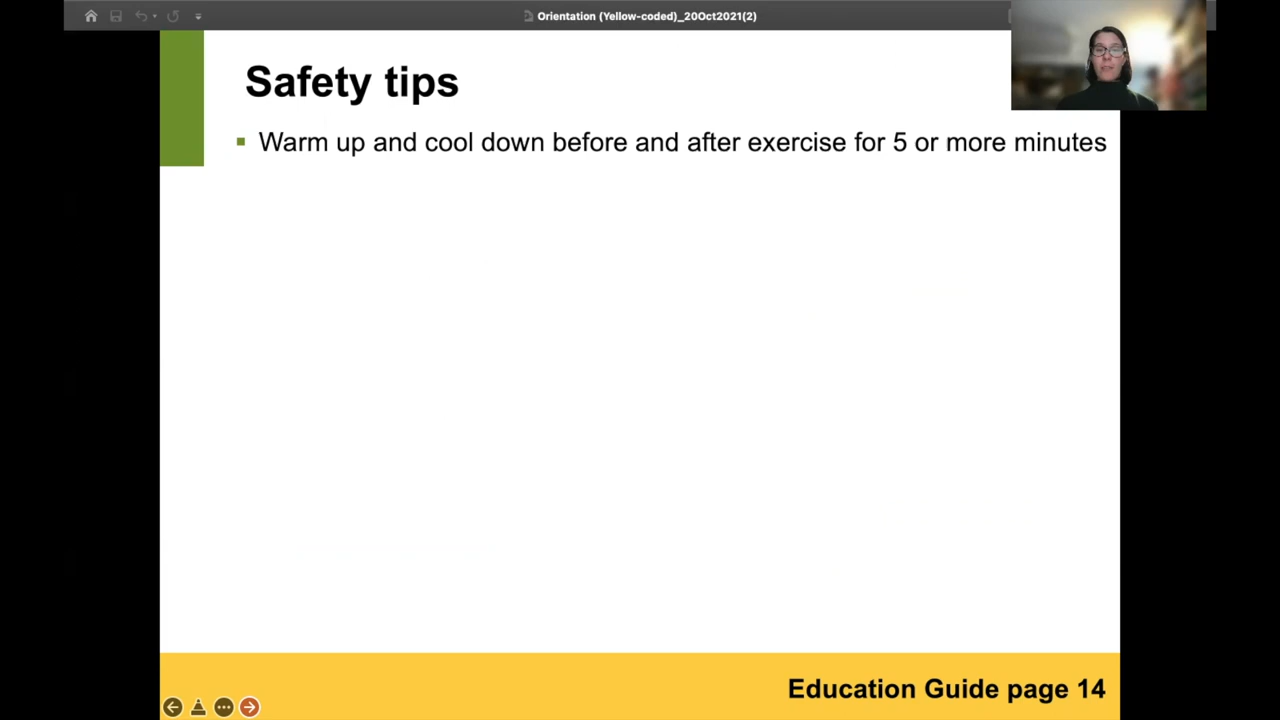 Orientation (Yellow-coded)_20Oct2021(2)
Safety tips
Warm up and cool down before and after exercise for 5 or more minutes
Education Guide page 14